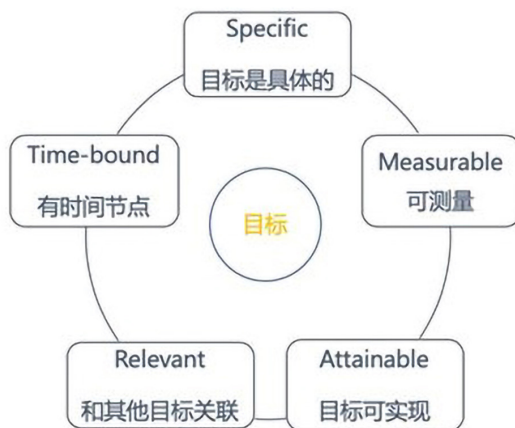 Specific
目标是具体的
Time-bound
有时间节点
Measurable
可测量
目标
Relevant
和其他目标关联
Attainable
目标可实现